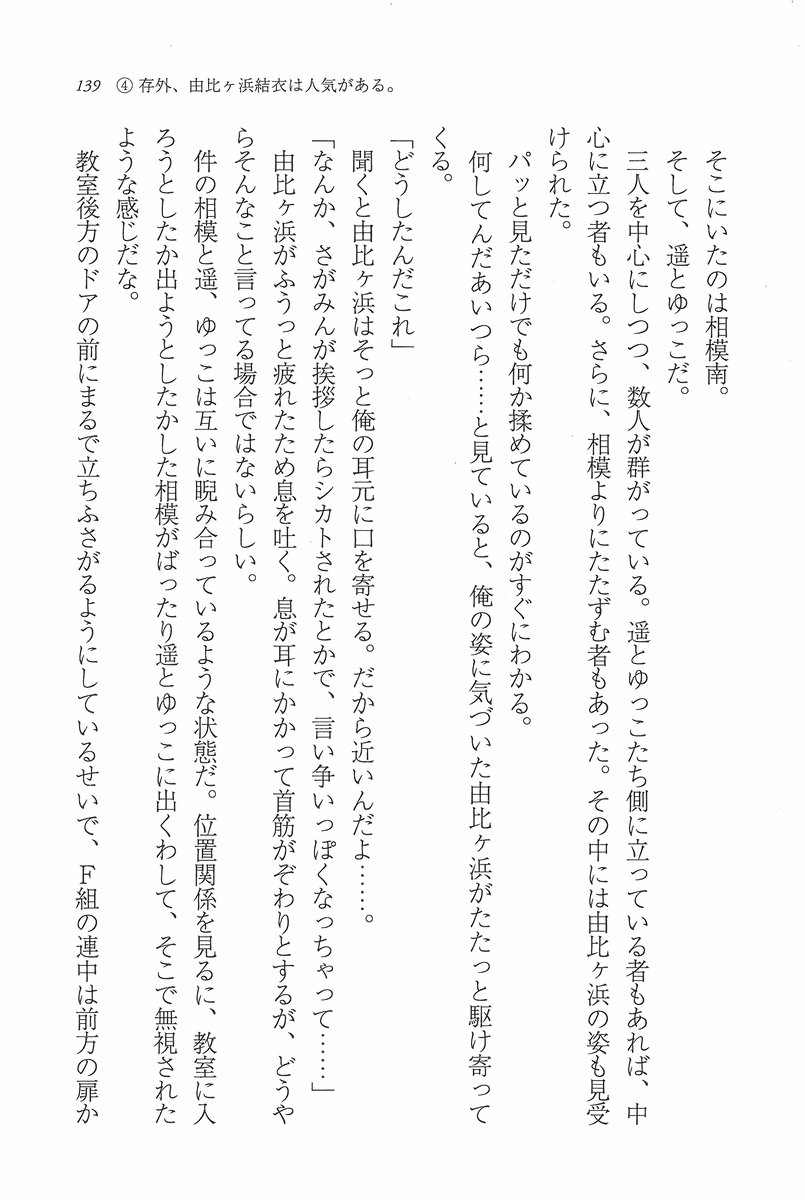 139 ④ 存外、由比ヶ浜結衣は人気がある。
そこにいたのは相模南。
そして、遥とゆっこだ。
三人を中心にしつつ、数人が群がっている。遥とゆっこたち側に立っている者もあれば、中
心に立つ者もいる。さらに、相模よりにたたずむ者もあった。その中には由比ヶ浜の姿も見受
けられた。
パッと見ただけでも何か揉めているのがすぐにわかる。
何してんだあいつら……と見ていると、俺の姿に気づいた由比ヶ浜がたたっと駆け寄って
くる。
「どうしたんだこれ」
聞くと由比ヶ浜はそっと俺の耳元に口を寄せる。だから近いんだよ……。
「なんか、さがみんが挨拶したらシカトされたとかで、言い争いっぽくなっちゃって……」
由比ヶ浜がふうっと疲れたため息を吐く。息が耳にかかって首筋がぞわりとするが、どうや
らそんなこと言ってる場合ではないらしい。
件の相模と遥、ゆっこは互いに睨み合っているような状態だ。位置関係を見るに、教室に入
ろうとしたか出ようとしたかした相模がばったり遥とゆっこに出くわして、そこで無視された
ような感じだな。
教室後方のドアの前にまるで立ちふさがるようにしているせいで、Ｆ組の連中は前方の扉か